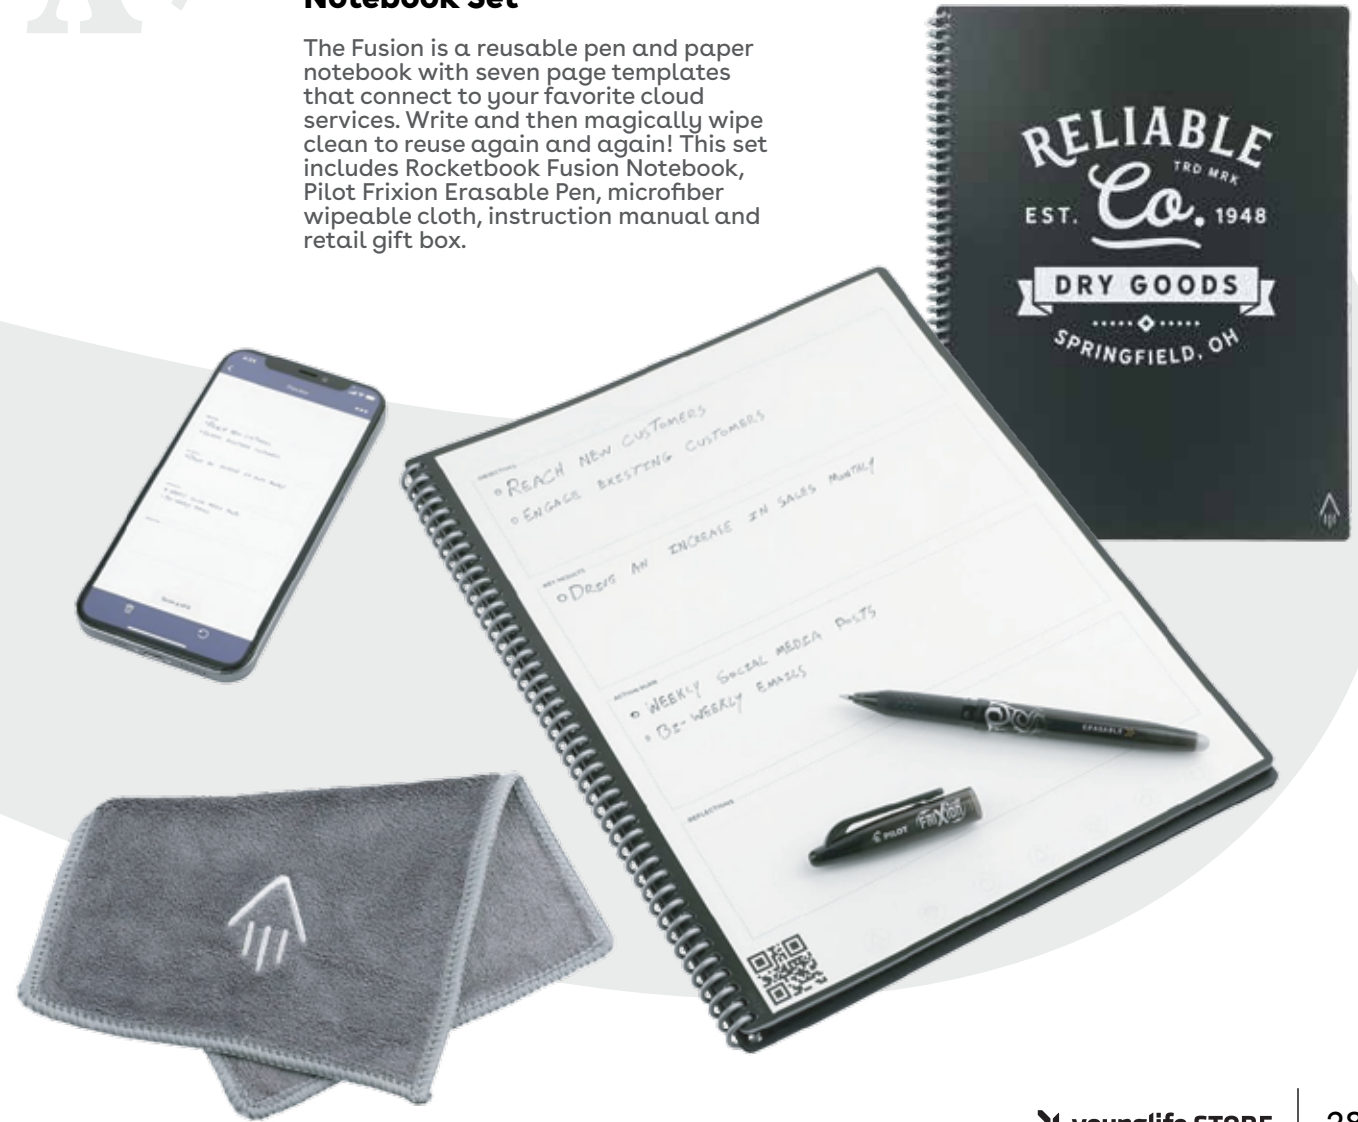 Notebook Set
The Fusion is a reusable pen and paper
notebook with seven page templates
that connect to your favorite cloud
services. Write and then magically wipe
clean to reuse again and again! This set
includes Rocketbook Fusion Notebook,
Pilot Frixion Erasable Pen, microfiber
wipeable cloth, instruction manual and
retail gift box.
RELIABLE
TRD MRK
Co.
EST. 1948
DRY GOODS
SPRINGFIELD, OH
OBJECTIVES
REACH NEW CUSTOMERS
ENGAGE EXISTING CUSTOMERS
KEY RESULTS
DRIVE AN INCREASE IN SALES MONTHLY
WEEKLY SOCIAL MEDIA POSTS
BI-WEEKLY EMAILS
REFLECTIONS
ERASABLE
PILOT FriXion
younglife STORE
28